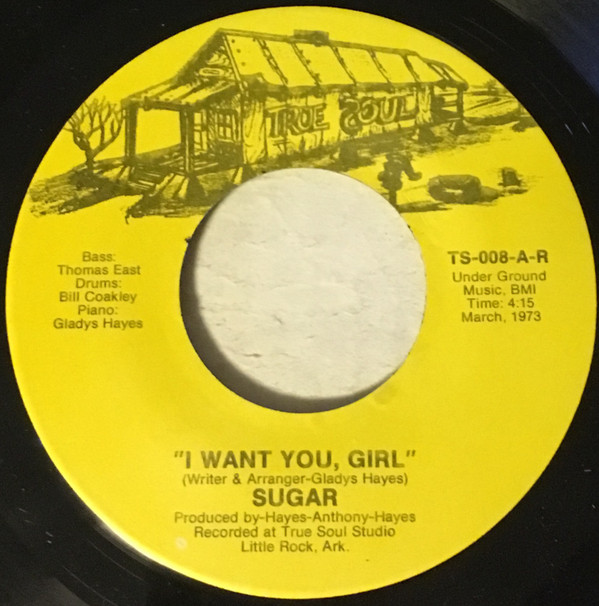 TRUE SOUL
Bass:
Thomas East
Drums:
Bill Coakley
Piano:
Gladys Hayes
TS-008-A-R
Under Ground
Music, BMI
Time: 4:15
March, 1973
"I WANT YOU, GIRL"
(Writer & Arranger-Gladys Hayes)
SUGAR
Produced by-Hayes-Anthony-Hayes
Recorded at True Soul Studio
Little Rock, Ark.